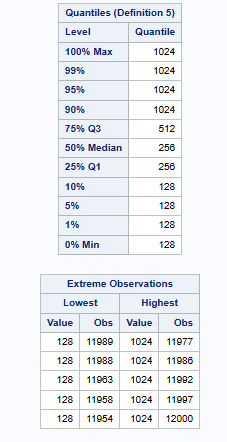 Quantiles (Definition 5)
Level Quantile
100% Max 1024
99% 1024
95% 1024
90% 1024
75% Q3 512
50% Median 256
25% Q1 256
10% 128
5% 128
1% 128
0% Min 128
Extreme Observations
Lowest Highest
Value Obs Value Obs
128 11989 1024 11977
128 11988 1024 11986
128 11963 1024 11992
128 11958 1024 11997
128 11954 1024 12000